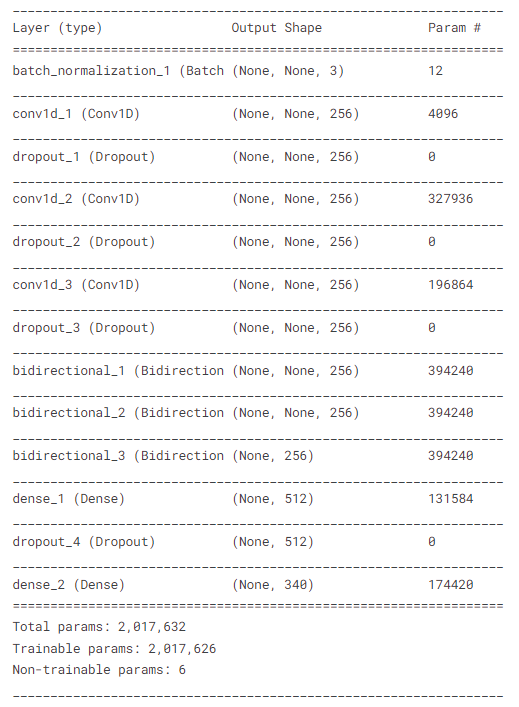 _________________________________________________________________
Layer (type)                 Output Shape              Param #
=================================================================
batch_normalization_1 (Batch (None, None, 3)           12
_________________________________________________________________
conv1d_1 (Conv1D)            (None, None, 256)         4096
_________________________________________________________________
dropout_1 (Dropout)          (None, None, 256)         0
_________________________________________________________________
conv1d_2 (Conv1D)            (None, None, 256)         327936
_________________________________________________________________
dropout_2 (Dropout)          (None, None, 256)         0
_________________________________________________________________
conv1d_3 (Conv1D)            (None, None, 256)         196864
_________________________________________________________________
dropout_3 (Dropout)          (None, None, 256)         0
_________________________________________________________________
bidirectional_1 (Bidirection (None, None, 256)         394240
_________________________________________________________________
bidirectional_2 (Bidirection (None, None, 256)         394240
_________________________________________________________________
bidirectional_3 (Bidirection (None, 256)               394240
_________________________________________________________________
dense_1 (Dense)              (None, 512)               131584
_________________________________________________________________
dropout_4 (Dropout)          (None, 512)               0
_________________________________________________________________
dense_2 (Dense)              (None, 340)               174420
=================================================================
Total params: 2,017,632
Trainable params: 2,017,626
Non-trainable params: 6
_________________________________________________________________